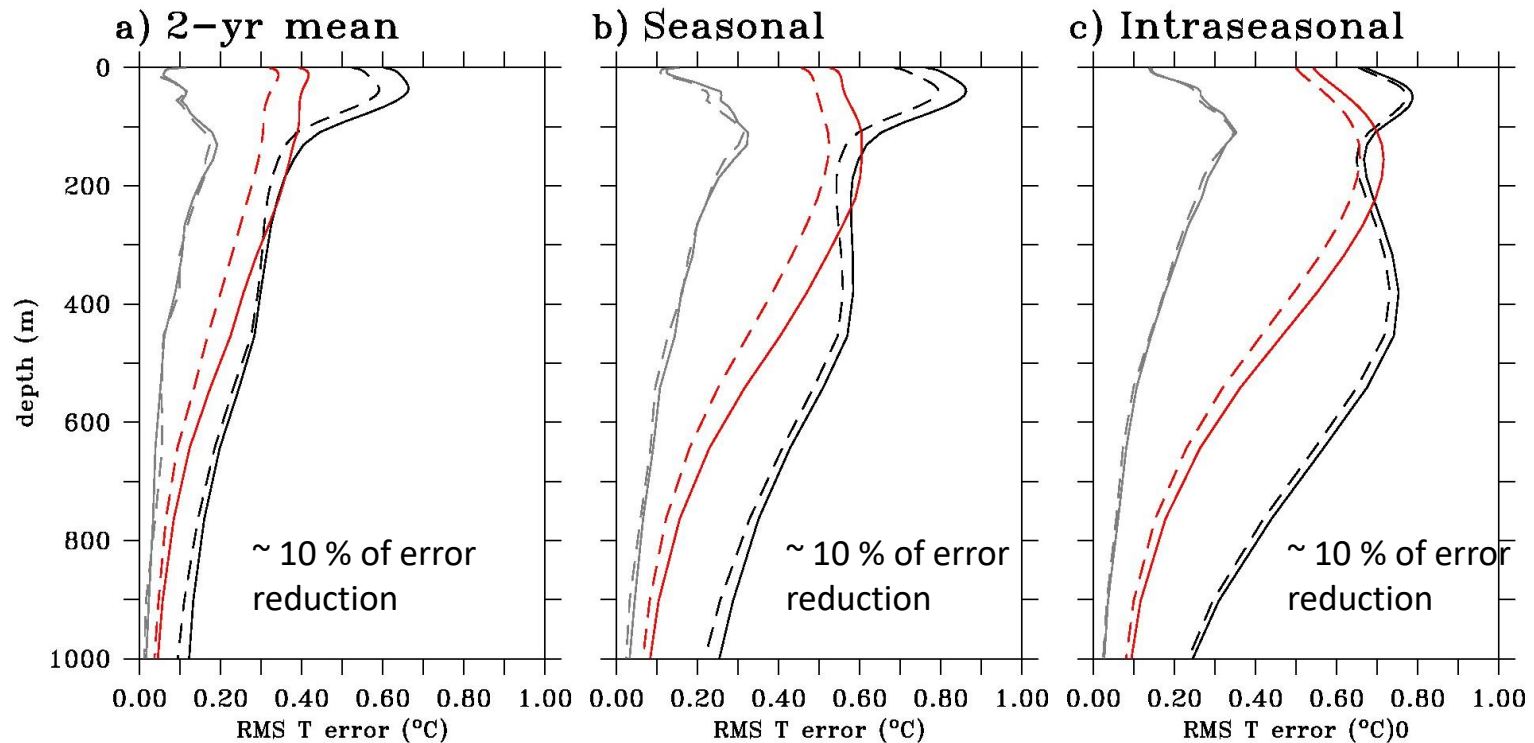 a) 2-yr mean
b) Seasonal
c) Intraseasonal
0
200
400
600
800
1000
depth (m)
~ 10 % of error
reduction
~ 10 % of error
reduction
~ 10 % of error
reduction
0.00 0.20 0.40 0.60 0.80 1.00
0.00 0.20 0.40 0.60 0.80 1.00
0.00 0.20 0.40 0.60 0.80 1.00
RMS T error (°C)
RMS T error (°C)
RMS T error (°C)0